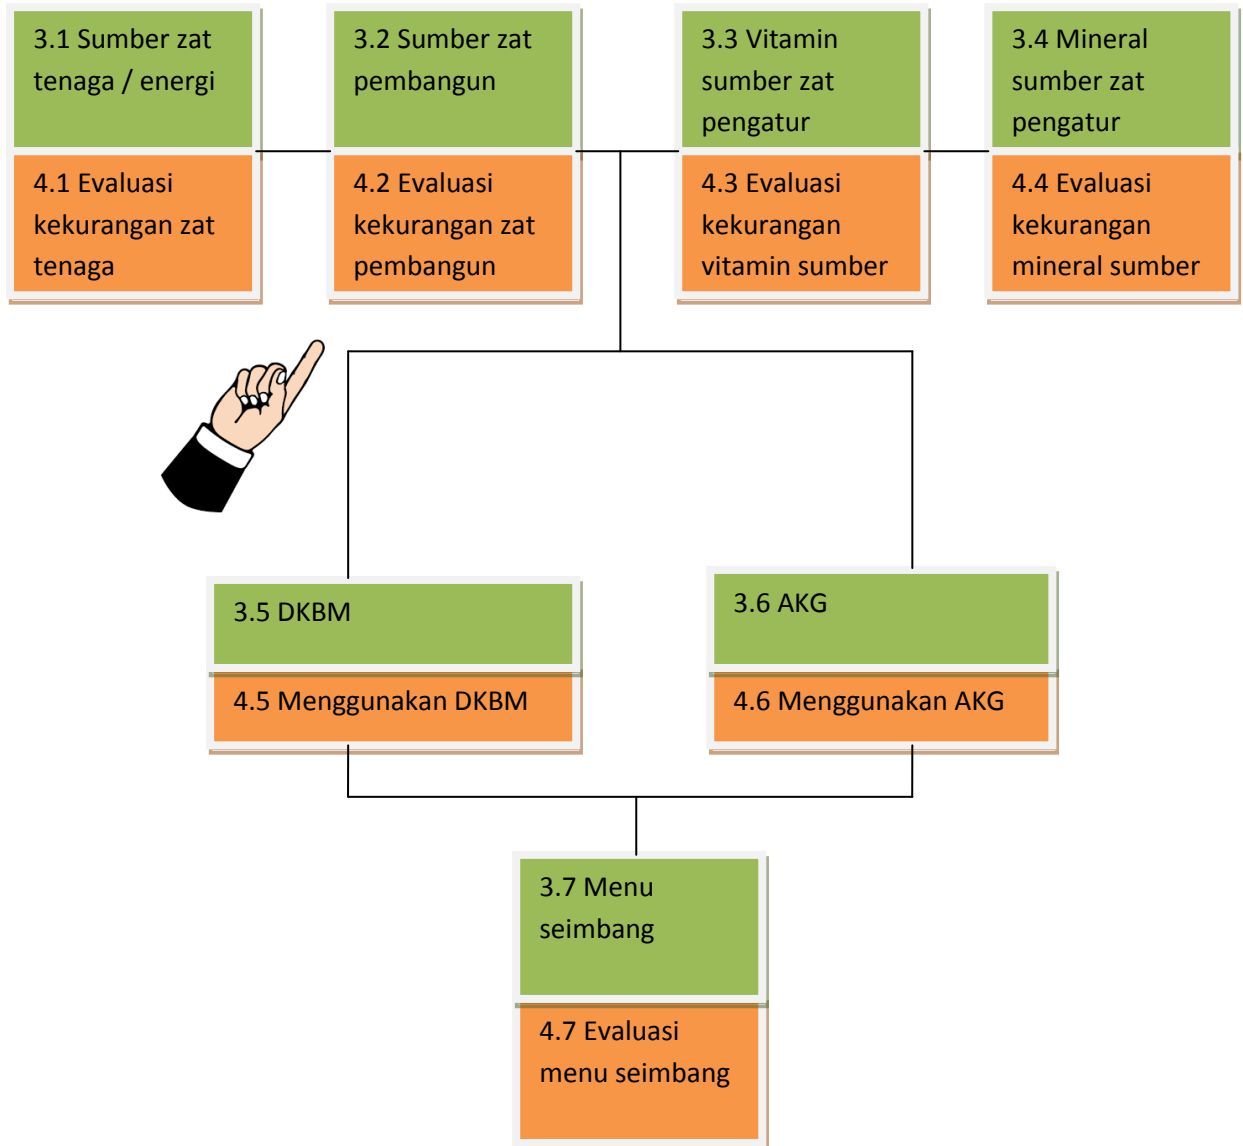 3.1 Sumber zat
tenaga / energi
4.1 Evaluasi
kekurangan zat
tenaga
3.2 Sumber zat
pembangun
4.2 Evaluasi
kekurangan zat
pembangun
3.3 Vitamin
sumber zat
pengatur
4.3 Evaluasi
kekurangan
vitamin sumber
3.4 Mineral
sumber zat
pengatur
4.4 Evaluasi
kekurangan
mineral sumber
3.5 DKBM
4.5 Menggunakan DKBM
3.6 AKG
4.6 Menggunakan AKG
3.7 Menu
seimbang
4.7 Evaluasi
menu seimbang